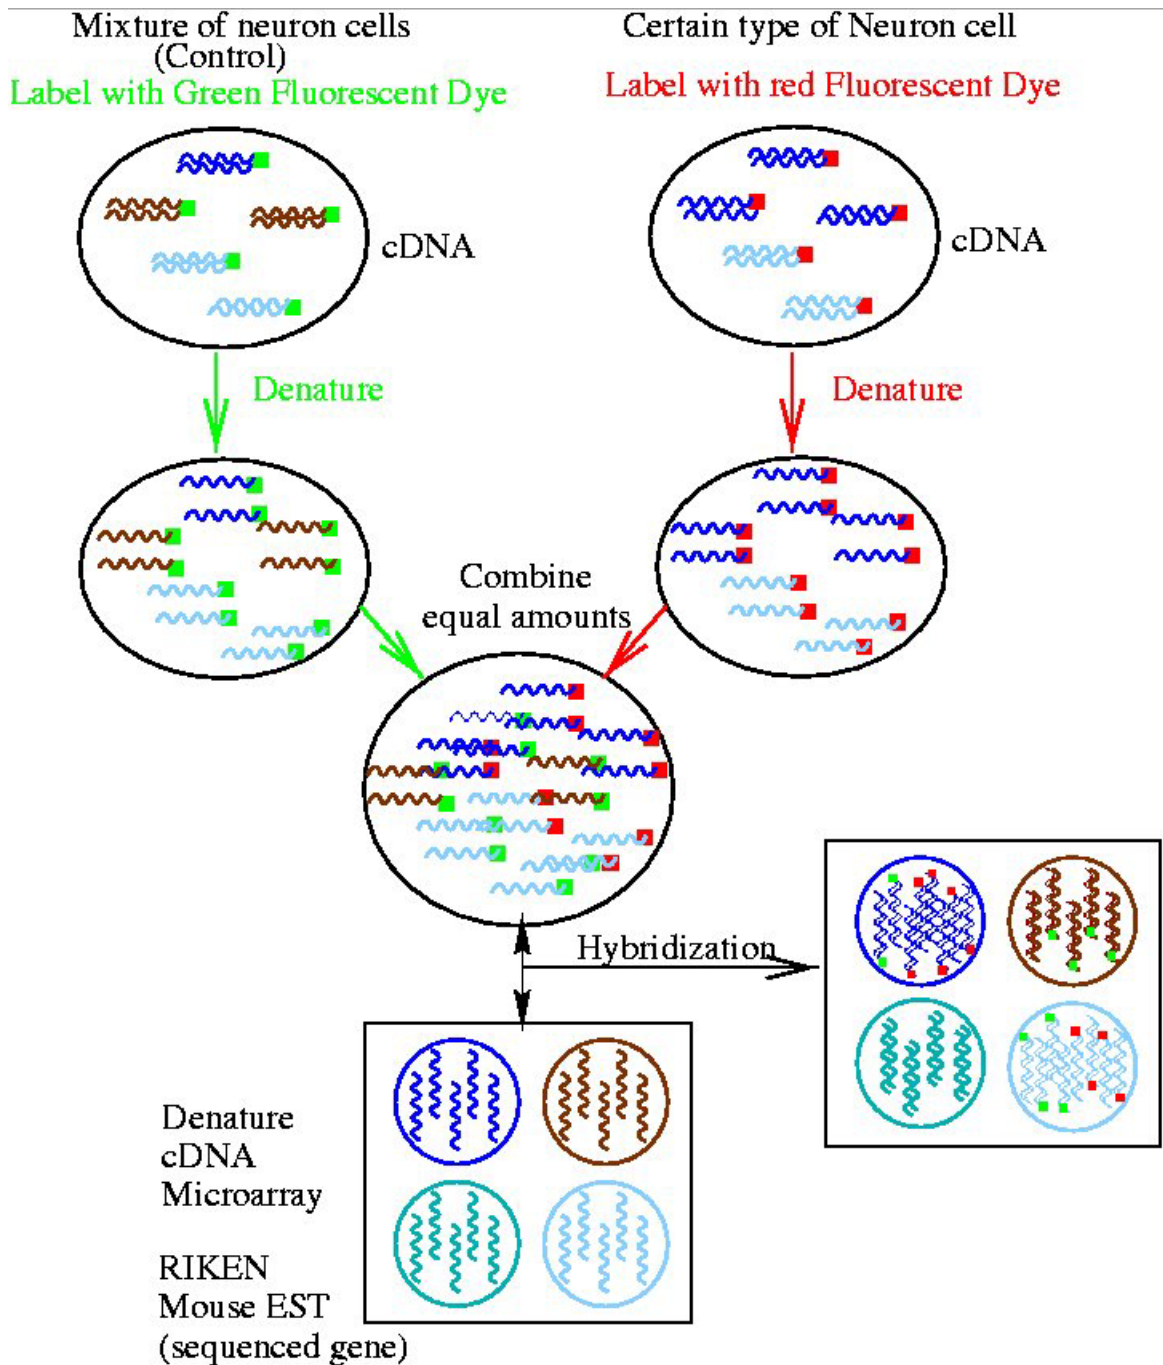 Mixture of neuron cells
(Control)
Label with Green Fluorescent Dye
Certain type of Neuron cell
Label with red Fluorescent Dye
cDNA
cDNA
Denature
Denature
Combine
equal amounts
Hybridization
Denature
cDNA
Microarray
RIKEN
Mouse EST
(sequenced gene)